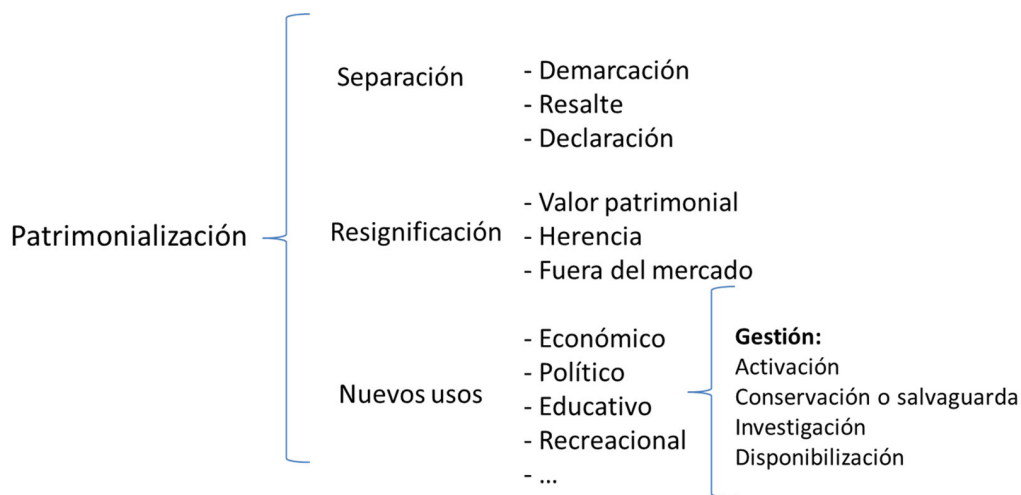 Patrimonialización
Separación
- Demarcación
- Resalte
- Declaración
Resignificación
- Valor patrimonial
- Herencia
- Fuera del mercado
Nuevos usos
- Económico
- Político
- Educativo
- Recreacional
- ...
Gestión:
Activación
Conservación o salvaguarda
Investigación
Disponibilización